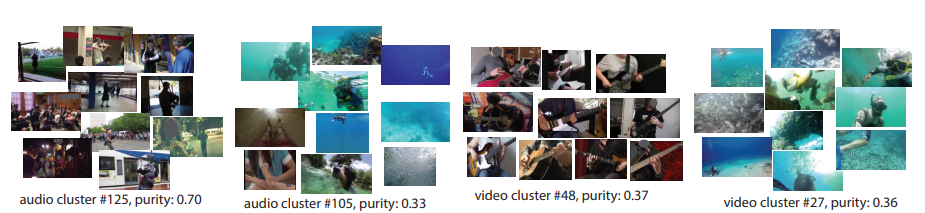 audio cluster #125, purity: 0.70
audio cluster #105, purity: 0.33
video cluster #48, purity: 0.37
video cluster #27, purity: 0.36